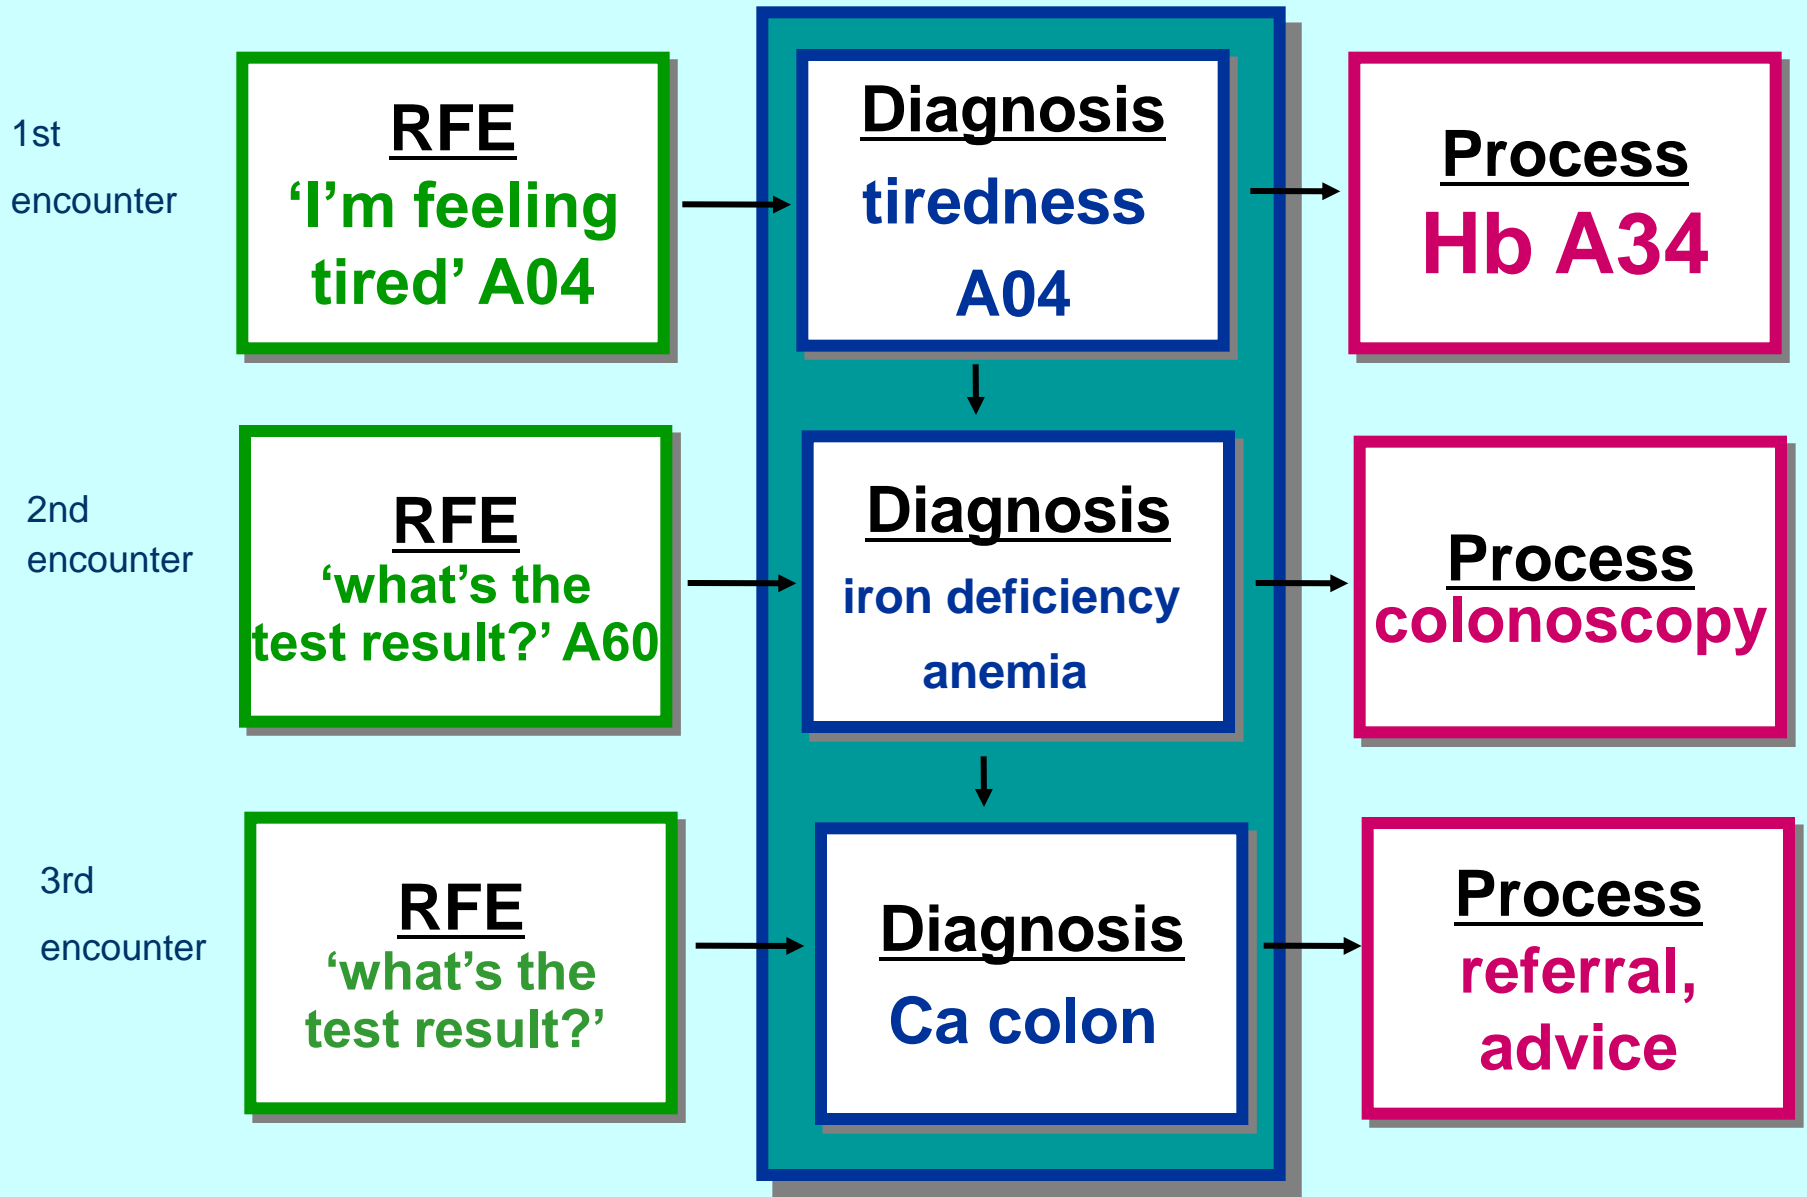 1st
encounter
RFE
‘I’m feeling
tired’ A04
Diagnosis
tiredness
A04
Process
Hb A34
2nd
encounter
RFE
‘what’s the
test result?’ A60
Diagnosis
iron deficiency
anemia
Process
colonoscopy
3rd
encounter
RFE
‘what’s the
test result?’
Diagnosis
Ca colon
Process
referral,
advice